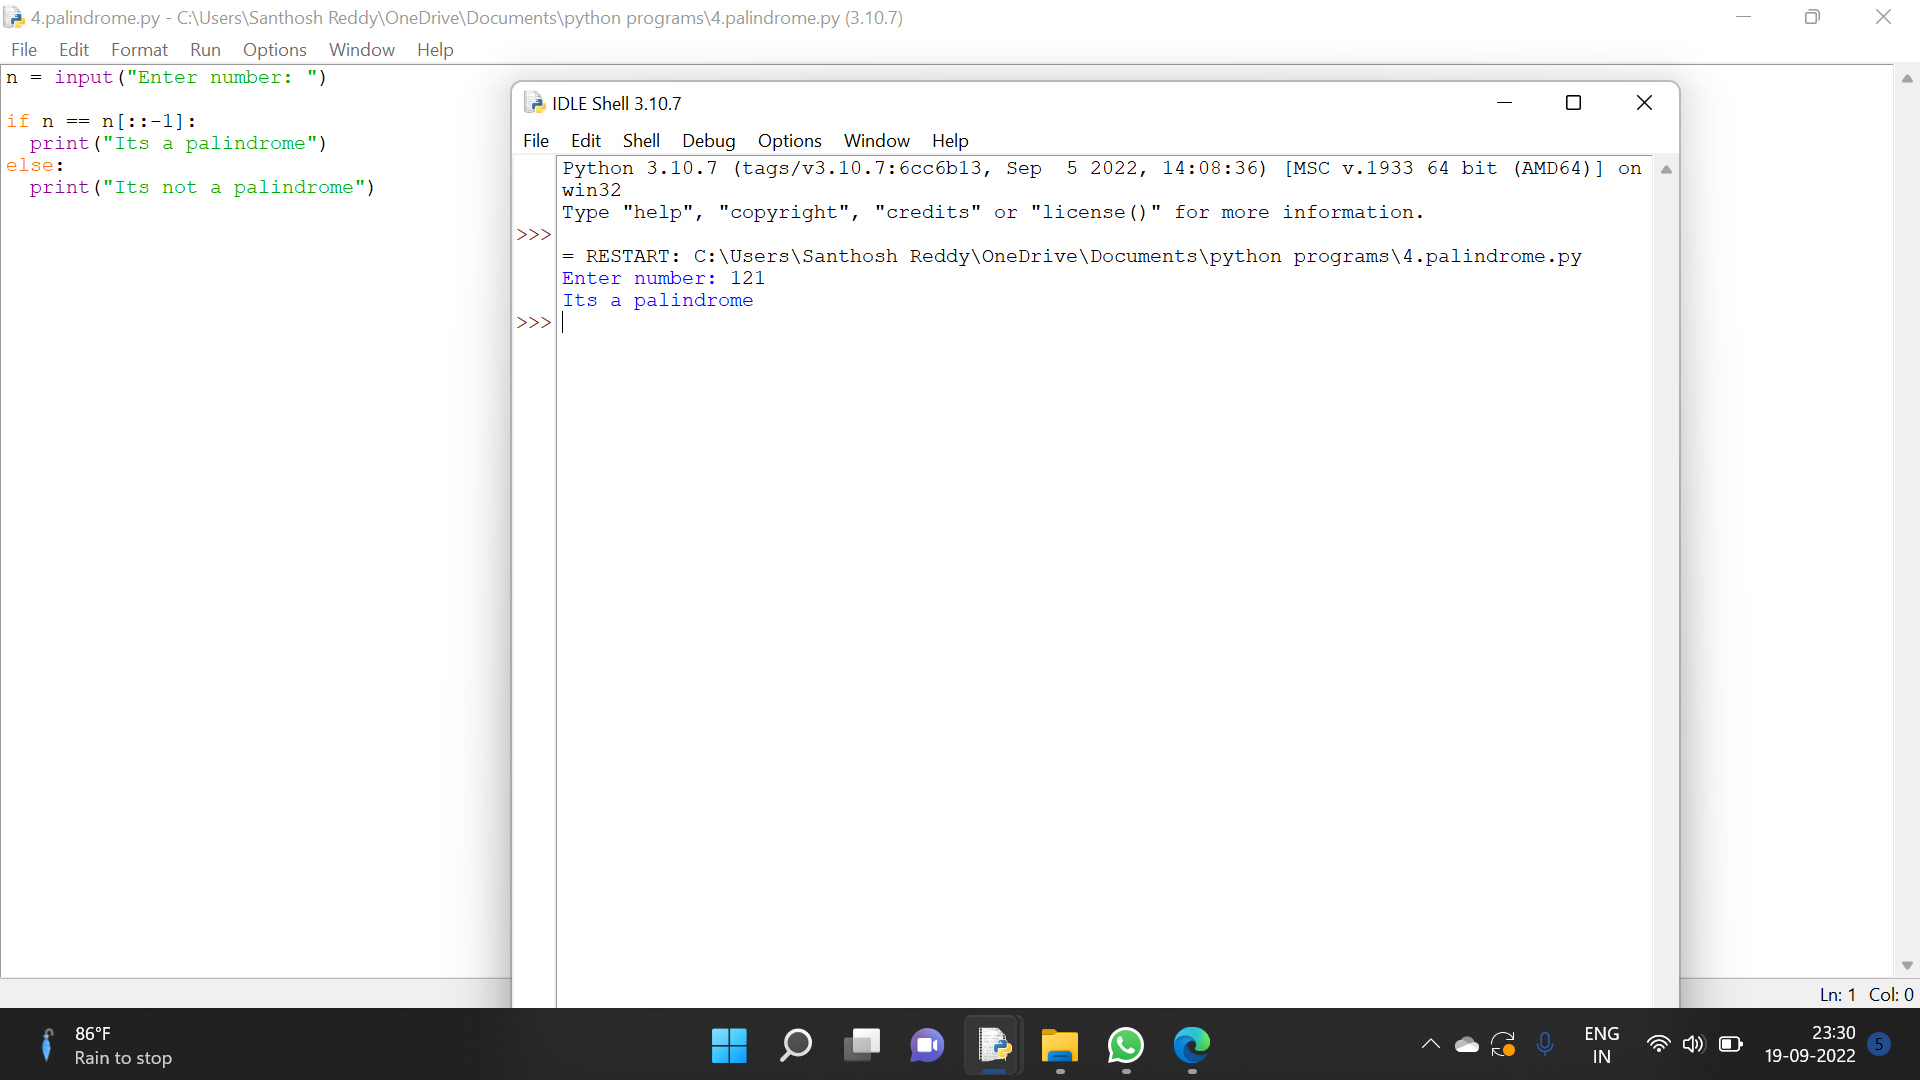 4.palindrome.py - C:\Users\Santhosh Reddy\OneDrive\Documents\python programs\4.palindrome.py (3.10.7)
File Edit Format Run Options Window Help
n = input("Enter number: ")
if n == n[::-1]:
  print("Its a palindrome")
else:
  print("Its not a palindrome")
IDLE Shell 3.10.7
File Edit Shell Debug Options Window Help
Python 3.10.7 (tags/v3.10.7:6cc6b13, Sep  5 2022, 14:08:36) [MSC v.1933 64 bit (AMD64)] on
win32
Type "help", "copyright", "credits" or "license()" for more information.
>>>
= RESTART: C:\Users\Santhosh Reddy\OneDrive\Documents\python programs\4.palindrome.py
Enter number: 121
Its a palindrome
>>>
Ln: 1 Col: 0
86°F
Rain to stop
ENG
IN
23:30
19-09-2022
5